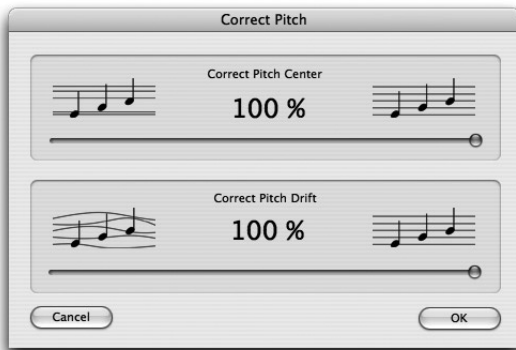 Correct Pitch
Correct Pitch Center
100 %
Correct Pitch Drift
100 %
Cancel
OK